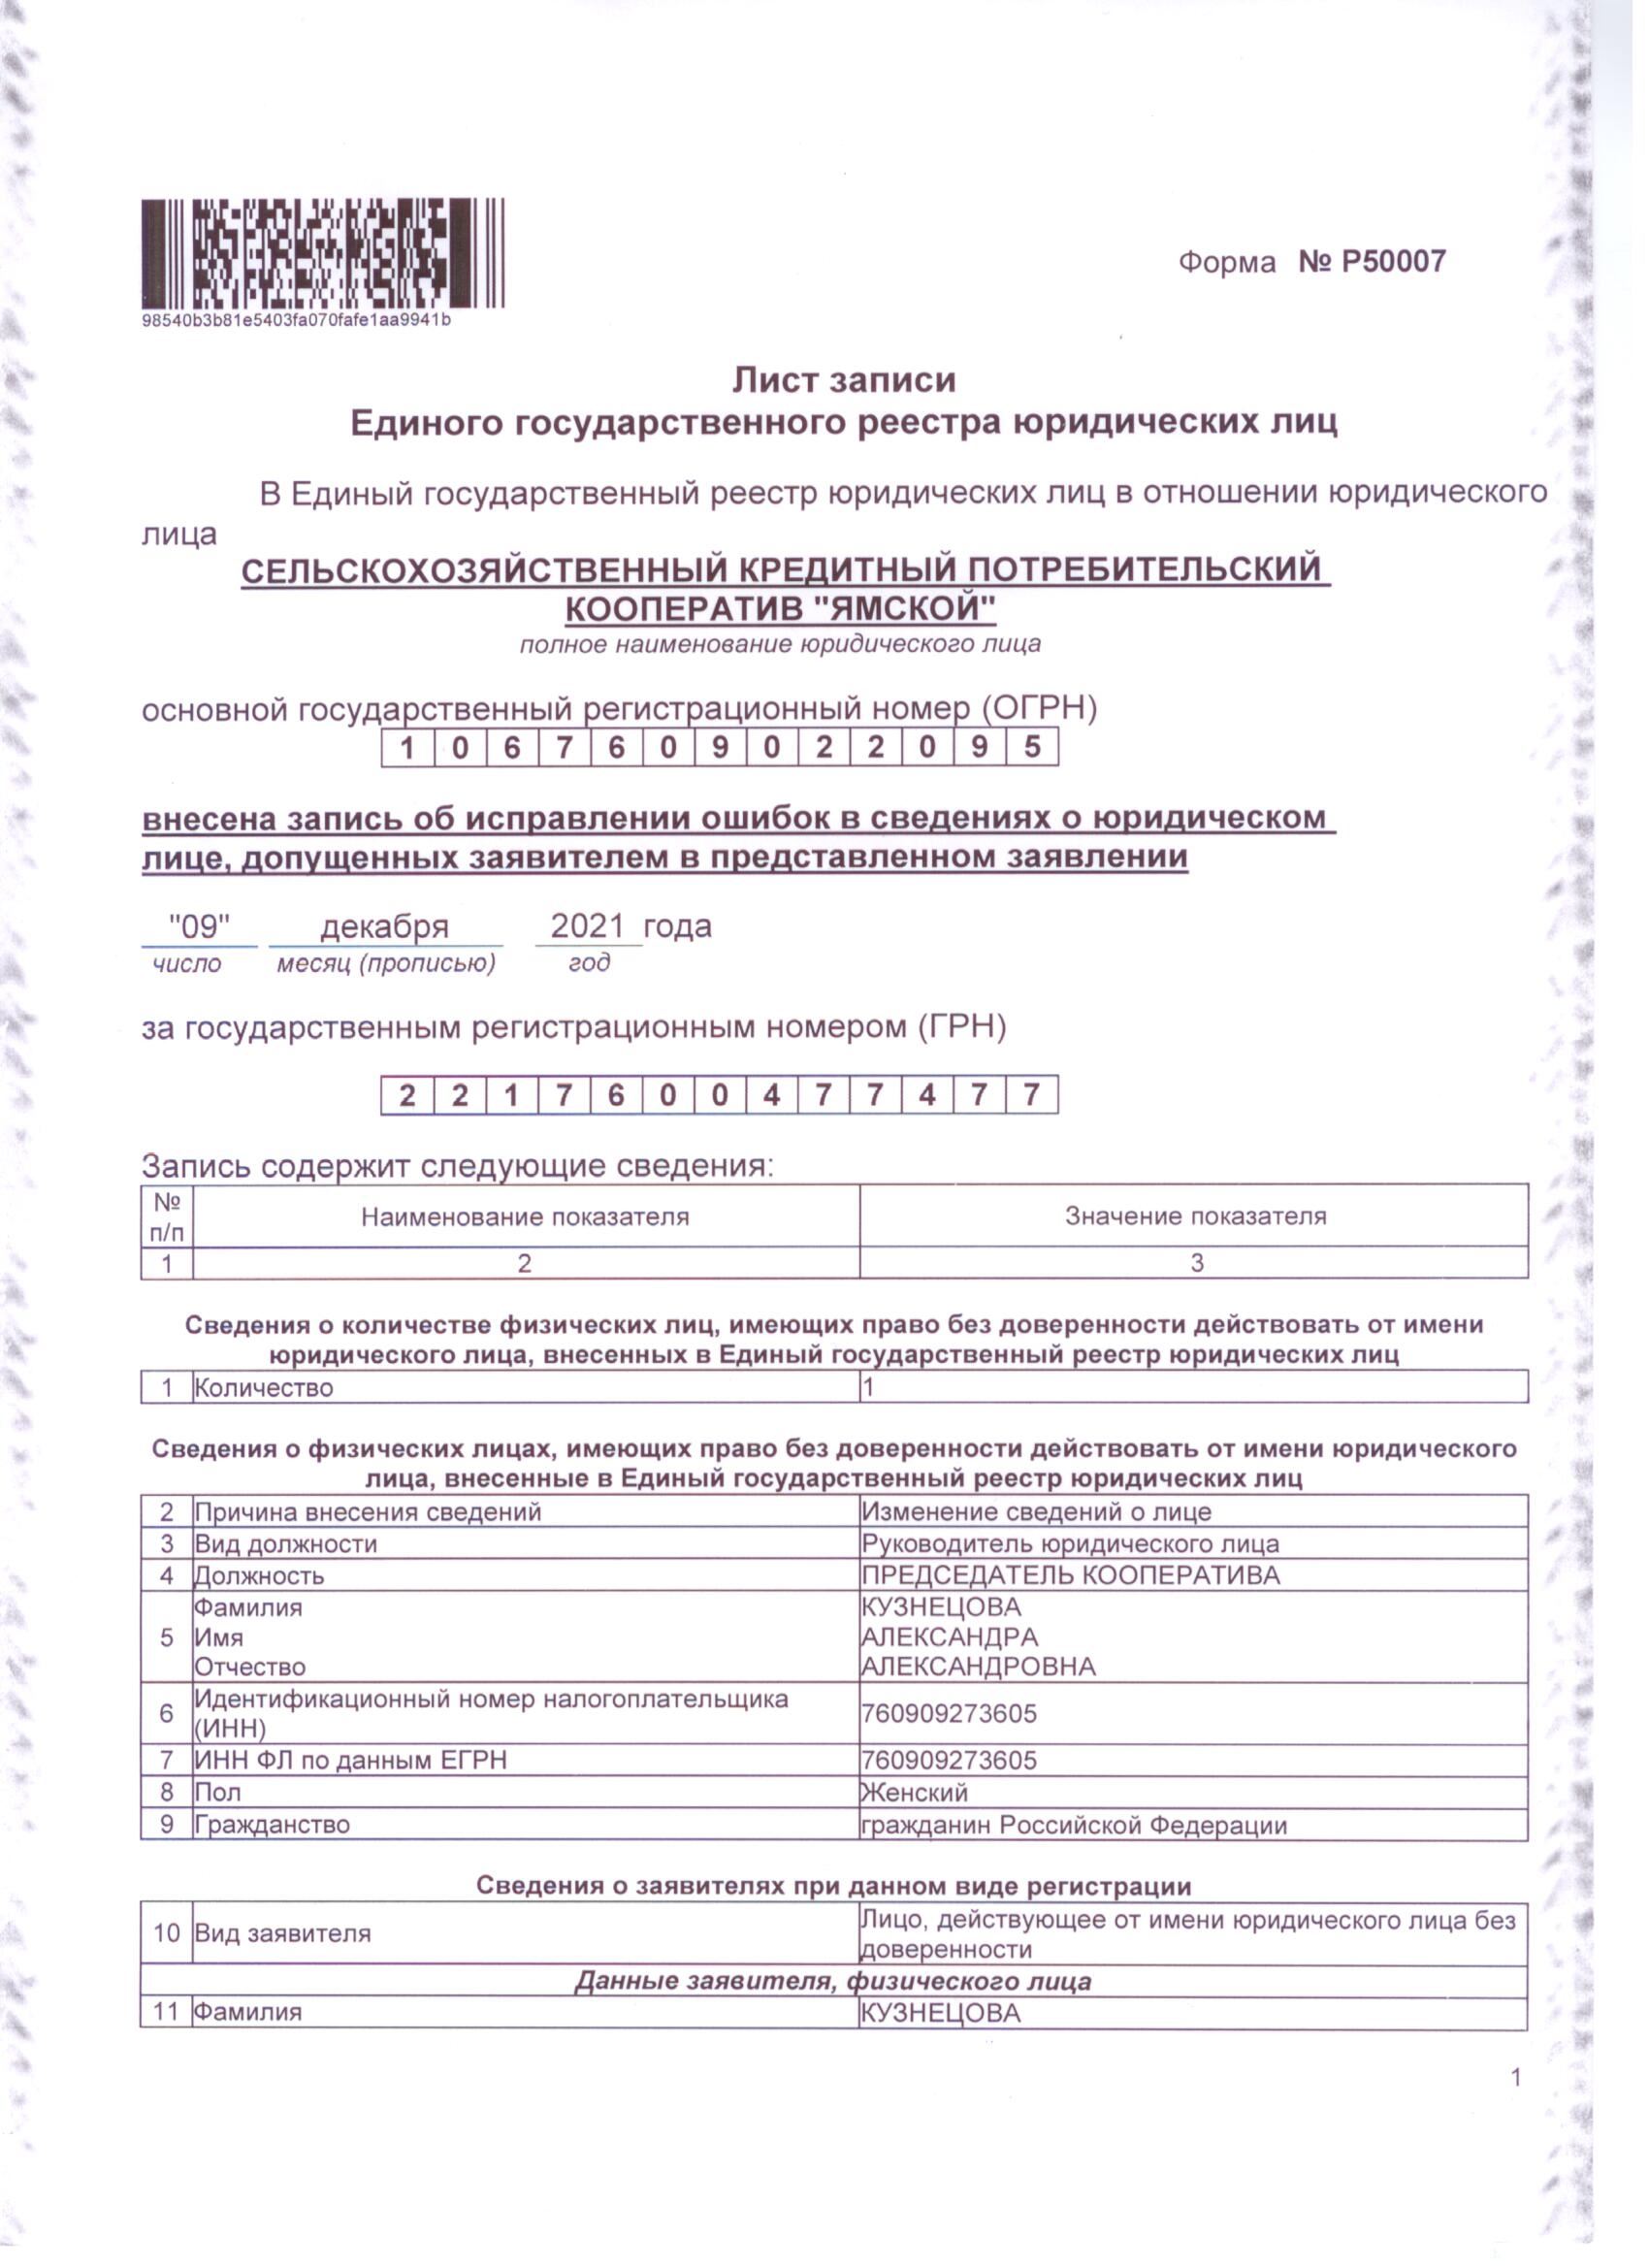 98540b3b81e5403fa070fafe1aa9941b
Форма № Р50007
Лист записи
Единого государственного реестра юридических лиц
В Единый государственный реестр юридических лиц в отношении юридического
лица
СЕЛЬСКОХОЗЯЙСТВЕННЫЙ КРЕДИТНЫЙ ПОТРЕБИТЕЛЬСКИЙ
КООПЕРАТИВ "ЯМСКОЙ"
полное наименование юридического лица
основной государственный регистрационный номер (ОГРН)
1 0 6 7 6 0 9 0 2 2 0 9 5
внесена запись об исправлении ошибок в сведениях о юридическом
лице, допущенных заявителем в представленном заявлении
"09" декабря 2021 года
число месяц (прописью) год
за государственным регистрационным номером (ГРН)
2 2 1 7 6 0 0 4 7 7 4 7 7
Запись содержит следующие сведения:
№
п/п Наименование показателя Значение показателя
1 2 3
Сведения о количестве физических лиц, имеющих право без доверенности действовать от имени
юридического лица, внесенных в Единый государственный реестр юридических лиц
1 Количество 1
Сведения о физических лицах, имеющих право без доверенности действовать от имени юридического
лица, внесенные в Единый государственный реестр юридических лиц
2 Причина внесения сведений Изменение сведений о лице
3 Вид должности Руководитель юридического лица
4 Должность ПРЕДСЕДАТЕЛЬ КООПЕРАТИВА
Фамилия КУЗНЕЦОВА
5 Имя АЛЕКСАНДРА
Отчество АЛЕКСАНДРОВНА
6 Идентификационный номер налогоплательщика
(ИНН) 760909273605
7 ИНН ФЛ по данным ЕГРН 760909273605
8 Пол Женский
9 Гражданство гражданин Российской Федерации
Сведения о заявителях при данном виде регистрации
10 Вид заявителя Лицо, действующее от имени юридического лица без
доверенности
Данные заявителя, физического лица
11 Фамилия КУЗНЕЦОВА
1